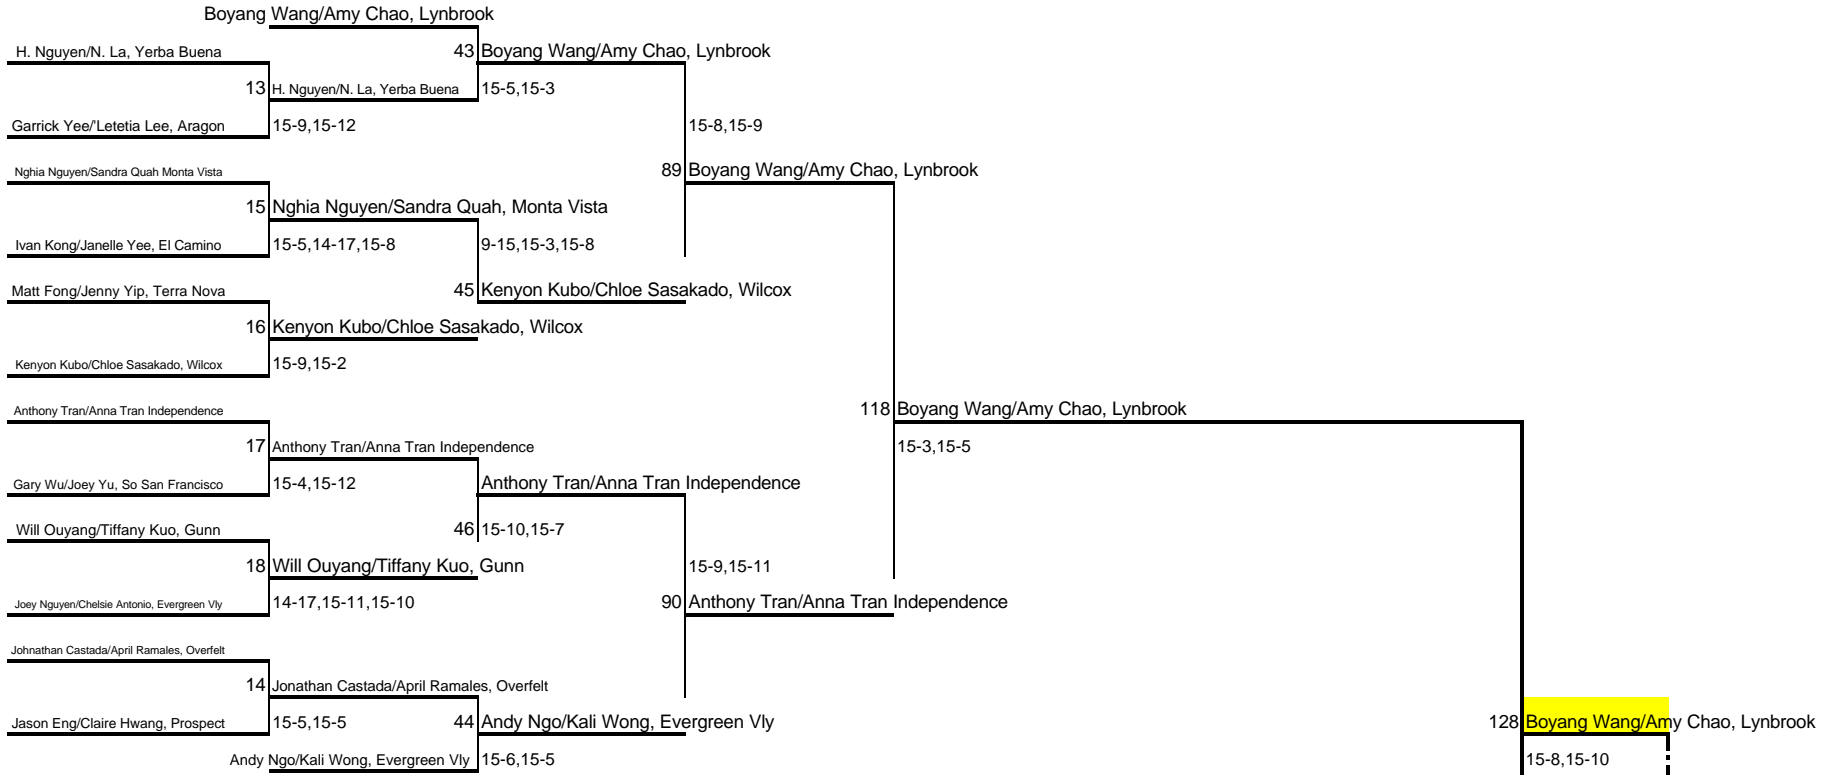 Boyang Wang/Amy Chao, Lynbrook
H. Nguyen/N. La, Yerba Buena
43 Boyang Wang/Amy Chao, Lynbrook
13 H. Nguyen/N. La, Yerba Buena 15-5,15-3
Garrick Yee/'Letetia Lee, Aragon 15-9,15-12 15-8,15-9
Nghia Nguyen/Sandra Quah Monta Vista 89 Boyang Wang/Amy Chao, Lynbrook
15 Nghia Nguyen/Sandra Quah, Monta Vista
Ivan Kong/Janelle Yee, El Camino 15-5,14-17,15-8 9-15,15-3,15-8
Matt Fong/Jenny Yip, Terra Nova 45 Kenyon Kubo/Chloe Sasakado, Wilcox
16 Kenyon Kubo/Chloe Sasakado, Wilcox
Kenyon Kubo/Chloe Sasakado, Wilcox 15-9,15-2
Anthony Tran/Anna Tran Independence 118 Boyang Wang/Amy Chao, Lynbrook
17 Anthony Tran/Anna Tran Independence 15-3,15-5
Gary Wu/Joey Yu, So San Francisco 15-4,15-12 Anthony Tran/Anna Tran Independence
Will Ouyang/Tiffany Kuo, Gunn 46 15-10,15-7
18 Will Ouyang/Tiffany Kuo, Gunn 15-9,15-11
Joey Nguyen/Chelsie Antonio, Evergreen Vly 14-17,15-11,15-10 90 Anthony Tran/Anna Tran Independence
Johnathan Castada/April Ramales, Overfelt
14 Jonathan Castada/April Ramales, Overfelt
Jason Eng/Claire Hwang, Prospect 15-5,15-5 44 Andy Ngo/Kali Wong, Evergreen Vly 128 Boyang Wang/Amy Chao, Lynbrook
Andy Ngo/Kali Wong, Evergreen Vly 15-6,15-5 15-8,15-10